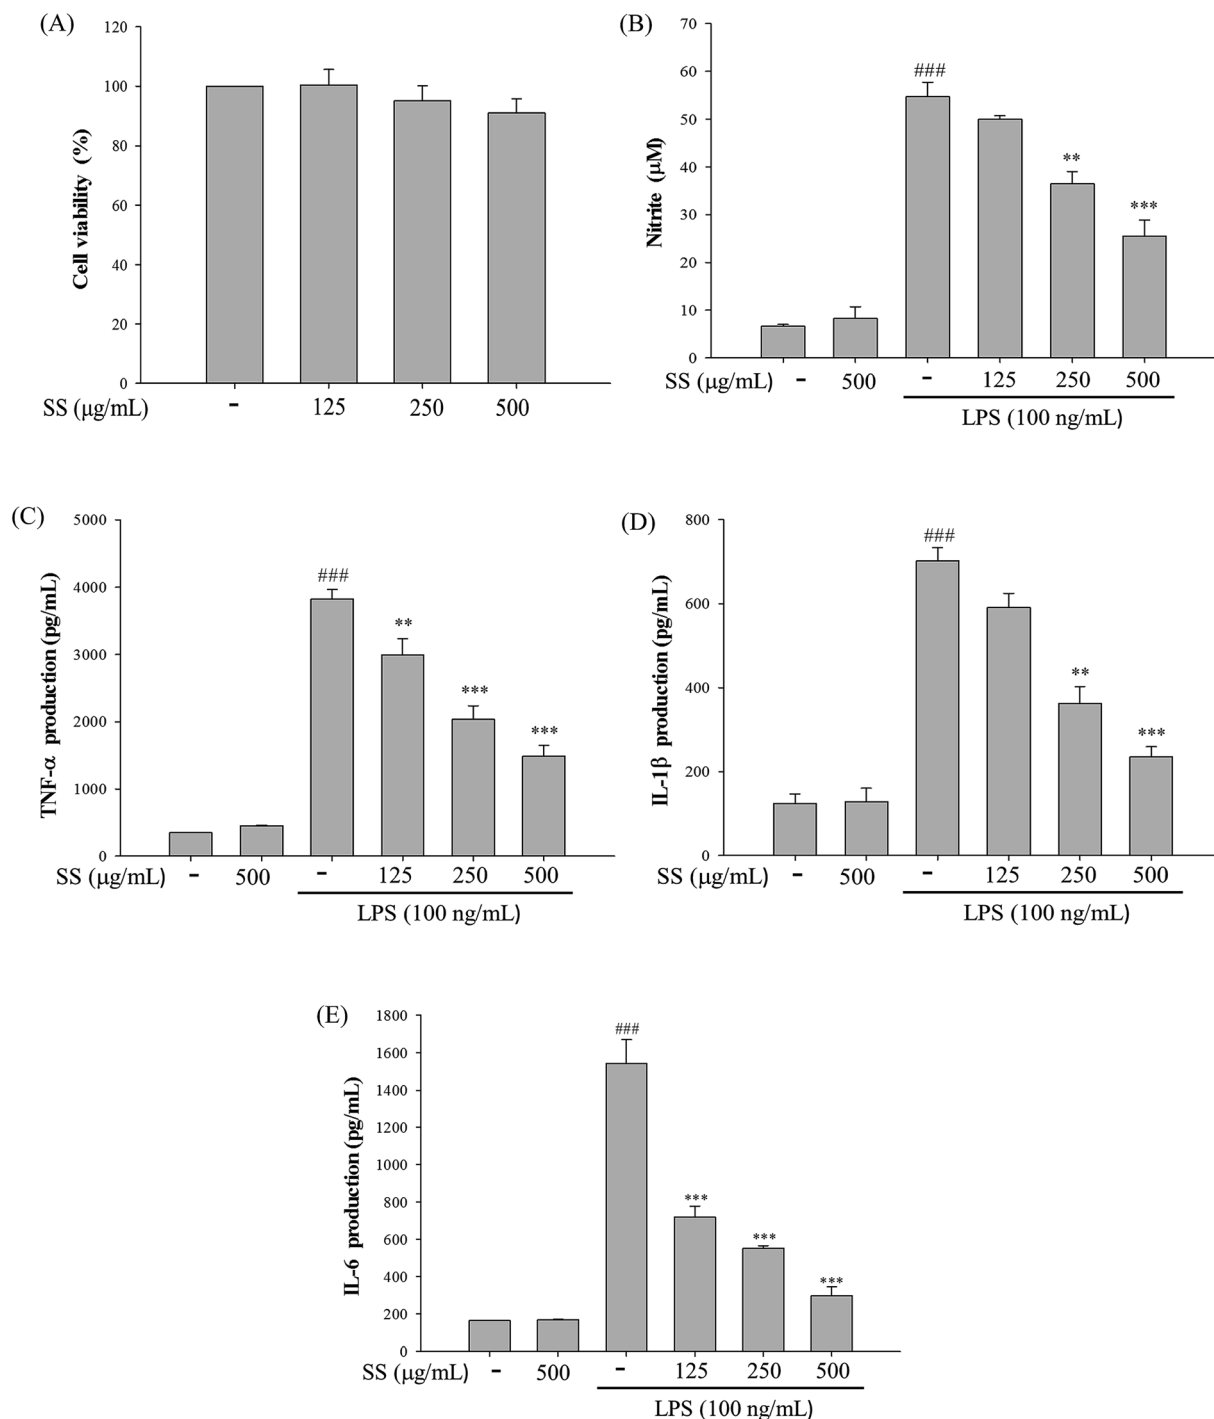 (A)
Cell viability (%)
120
100
80
60
40
20
0
SS (μg/mL) - 125 250 500
(B)
Nitrite (μM)
70
60
50
40
30
20
10
0
###
**
***
SS (μg/mL) - 500 - 125 250 500
LPS (100 ng/mL)
(C)
TNF-α production (pg/mL)
5000
4000
3000
2000
1000
0
###
**
***
***
SS (μg/mL) - 500 - 125 250 500
LPS (100 ng/mL)
(D)
IL-1β production (pg/mL)
800
600
400
200
0
###
**
***
SS (μg/mL) - 500 - 125 250 500
LPS (100 ng/mL)
(E)
IL-6 production (pg/mL)
1800
1600
1400
1200
1000
800
600
400
200
0
###
***
***
***
SS (μg/mL) - 500 - 125 250 500
LPS (100 ng/mL)